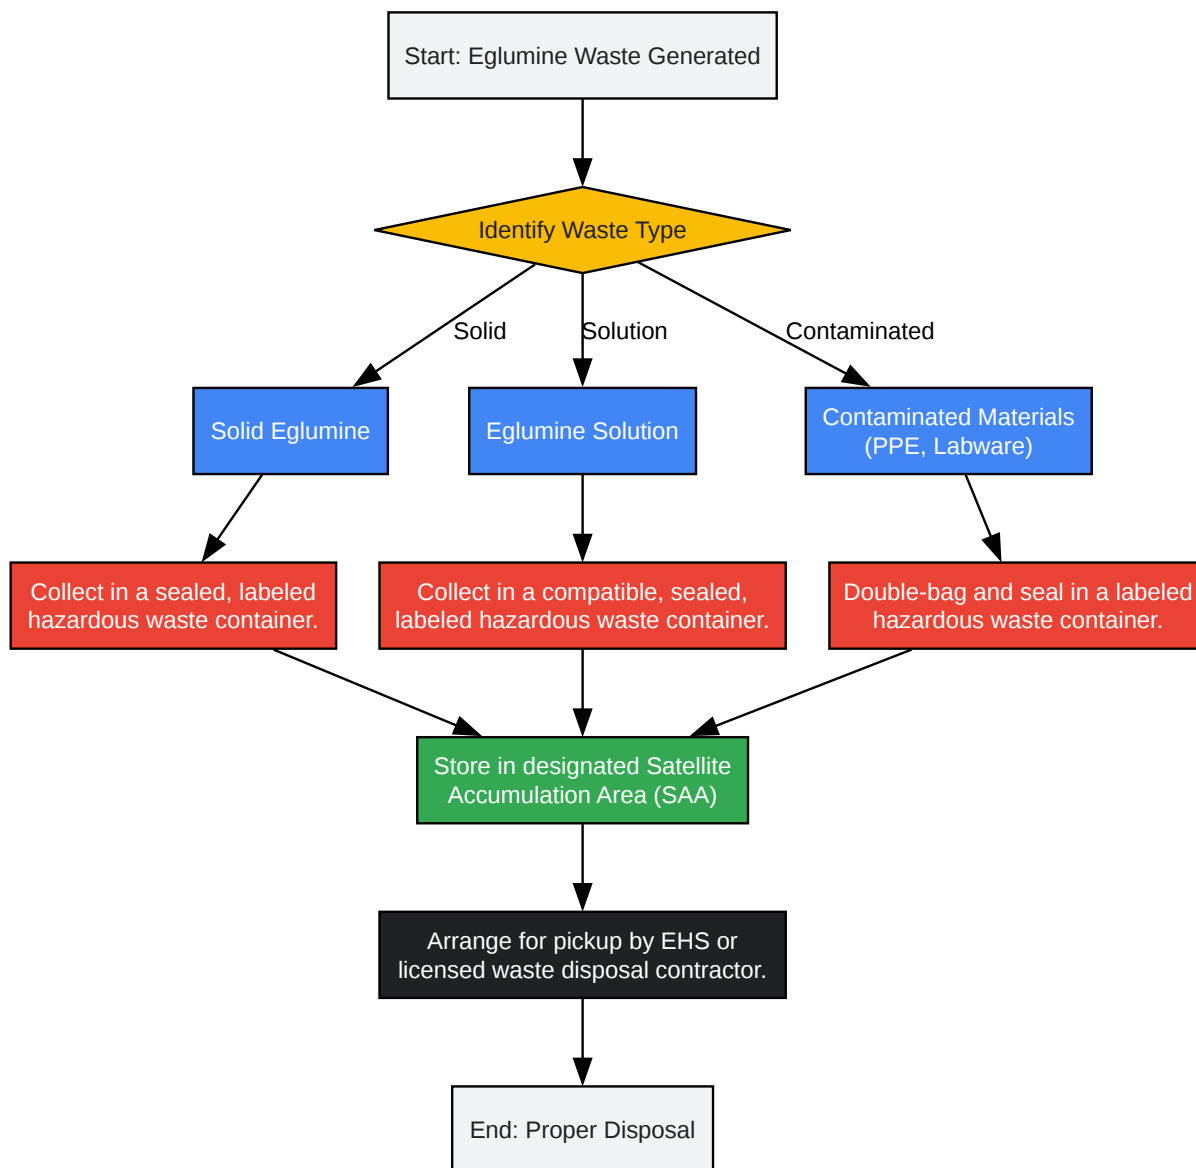 Start: Eglumine Waste Generated
Identify Waste Type
Solid
Solution
Contaminated
Solid Eglumine
Eglumine Solution
Contaminated Materials
(PPE, Labware)
Collect in a sealed, labeled
hazardous waste container.
Collect in a compatible, sealed,
labeled hazardous waste container.
Double-bag and seal in a labeled
hazardous waste container.
Store in designated Satellite
Accumulation Area (SAA)
Arrange for pickup by EHS or
licensed waste disposal contractor.
End: Proper Disposal